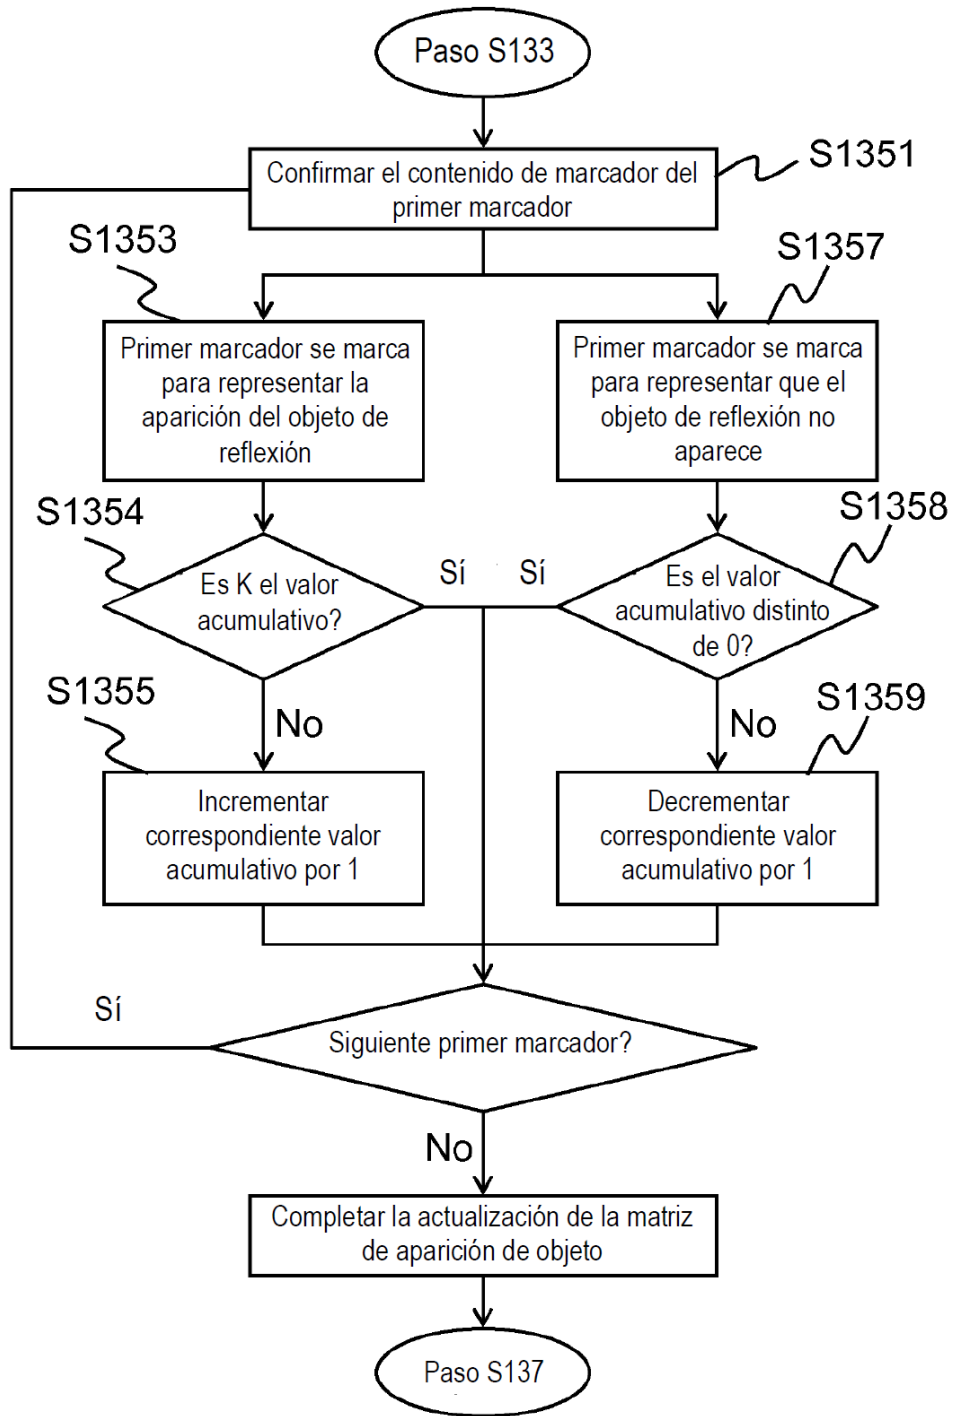 Paso S133
Confirmar el contenido de marcador del
primer marcador
S1351
S1353
S1357
Primer marcador se marca
para representar la
aparición del objeto de
reflexión
Primer marcador se marca
para representar que el
objeto de reflexión no
aparece
S1354
S1358
Es K el valor
acumulativo?
Sí
Sí
Es el valor
acumulativo distinto
de 0?
S1355
No
No
S1359
Incrementar
correspondiente valor
acumulativo por 1
Decrementar
correspondiente valor
acumulativo por 1
Sí
Siguiente primer marcador?
No
Completar la actualización de la matriz
de aparición de objeto
Paso S137